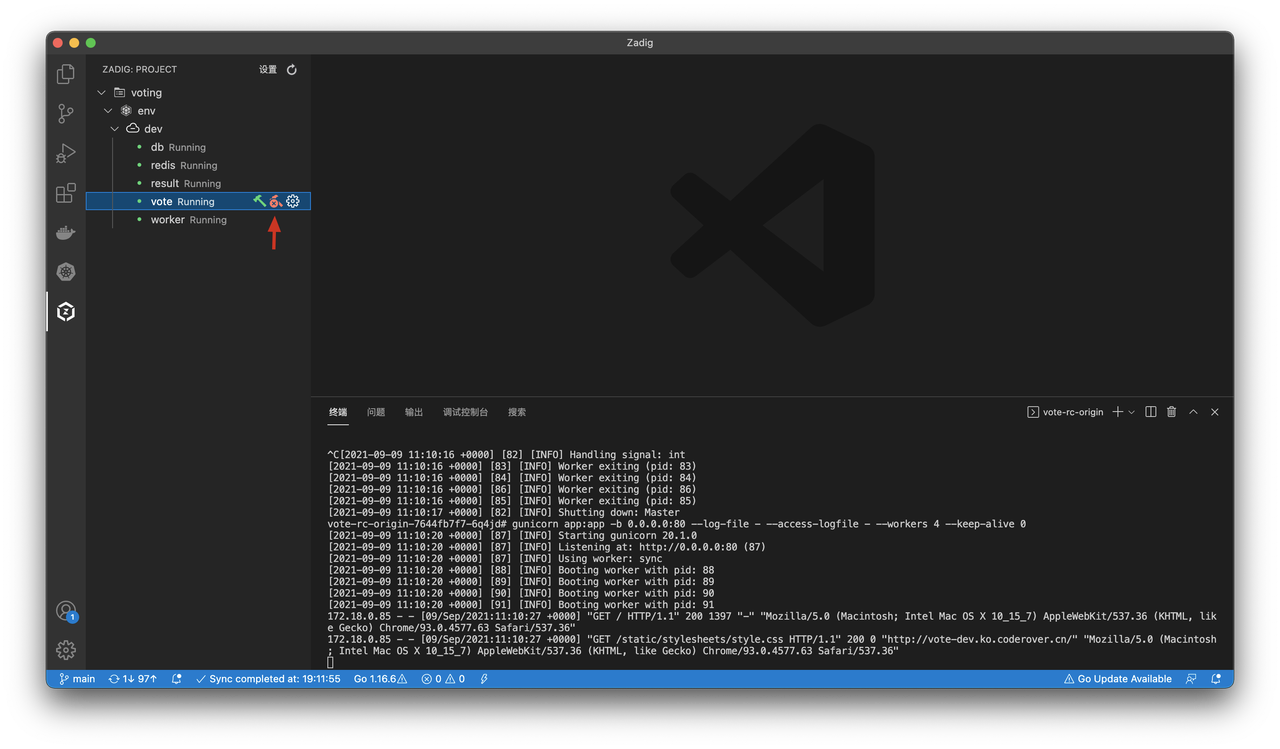 Zadig
ZADIG: PROJECT 设置
voting
env
dev
db Running
redis Running
result Running
vote Running
worker Running
终端 问题 输出 调试控制台 搜索 vote-rc-origin
^C[2021-09-09 11:10:16 +0000] [82] [INFO] Handling signal: int
[2021-09-09 11:10:16 +0000] [83] [INFO] Worker exiting (pid: 83)
[2021-09-09 11:10:16 +0000] [84] [INFO] Worker exiting (pid: 84)
[2021-09-09 11:10:16 +0000] [86] [INFO] Worker exiting (pid: 86)
[2021-09-09 11:10:16 +0000] [85] [INFO] Worker exiting (pid: 85)
[2021-09-09 11:10:17 +0000] [82] [INFO] Shutting down: Master
vote-rc-origin-7644fb7f7-6q4jd# gunicorn app:app -b 0.0.0.0:80 --log-file - --access-logfile - --workers 4 --keep-alive 0
[2021-09-09 11:10:20 +0000] [87] [INFO] Starting gunicorn 20.1.0
[2021-09-09 11:10:20 +0000] [87] [INFO] Listening at: http://0.0.0.0:80 (87)
[2021-09-09 11:10:20 +0000] [87] [INFO] Using worker: sync
[2021-09-09 11:10:20 +0000] [88] [INFO] Booting worker with pid: 88
[2021-09-09 11:10:20 +0000] [89] [INFO] Booting worker with pid: 89
[2021-09-09 11:10:20 +0000] [90] [INFO] Booting worker with pid: 90
[2021-09-09 11:10:20 +0000] [91] [INFO] Booting worker with pid: 91
172.18.0.85 - - [09/Sep/2021:11:10:27 +0000] "GET / HTTP/1.1" 200 1397 "-" "Mozilla/5.0 (Macintosh; Intel Mac OS X 10_15_7) AppleWebKit/537.36 (KHTML, lik
e Gecko) Chrome/93.0.4577.63 Safari/537.36"
172.18.0.85 - - [09/Sep/2021:11:10:27 +0000] "GET /static/stylesheets/style.css HTTP/1.1" 200 0 "http://vote-dev.ko.coderover.cn/" "Mozilla/5.0 (Macintosh
; Intel Mac OS X 10_15_7) AppleWebKit/537.36 (KHTML, like Gecko) Chrome/93.0.4577.63 Safari/537.36"
1
main 1↓ 97↑ Sync completed at: 19:11:55 Go 1.16.6 0 0 Go Update Available